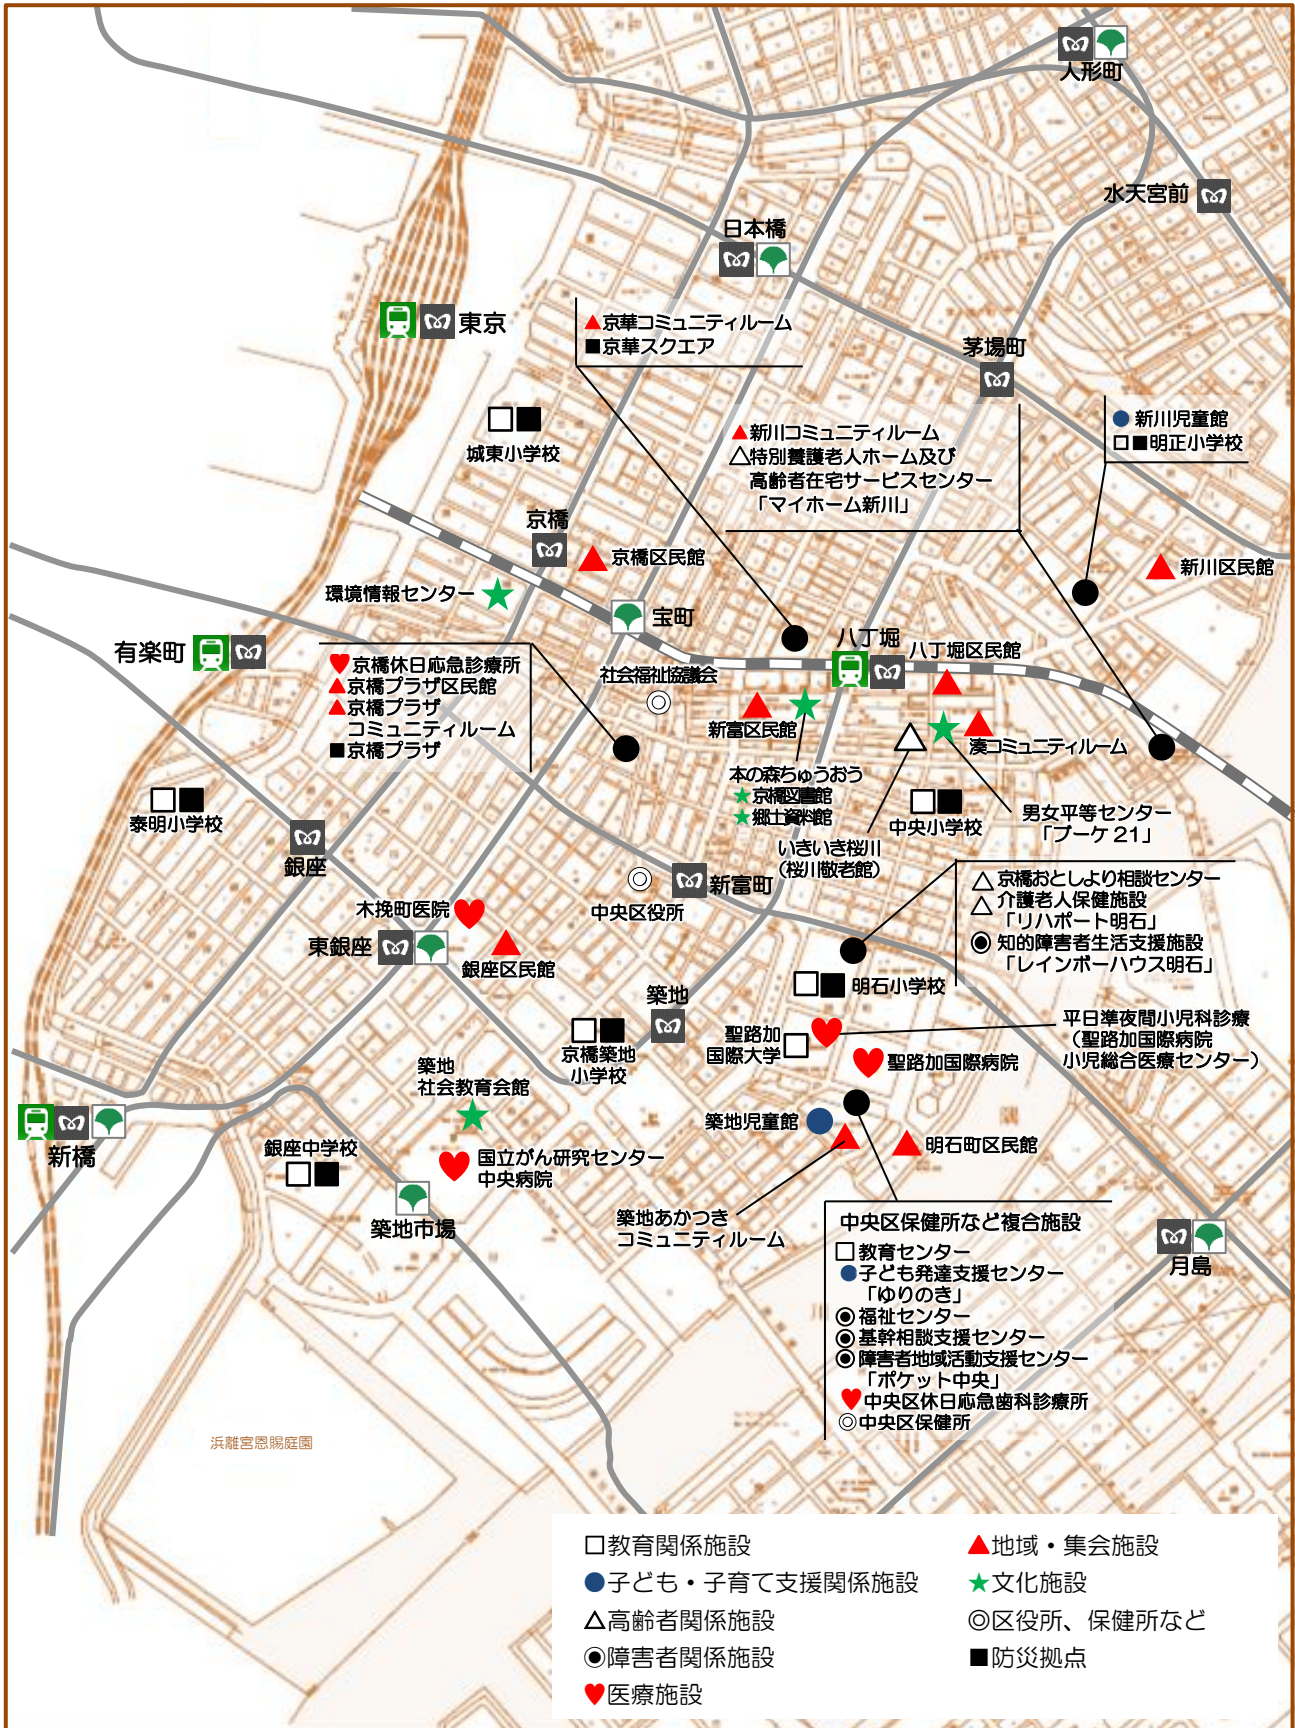 人形町
水天宮前
日本橋
東京
▲京華コミュニティルーム
■京華スクエア
茅場町
●新川児童館
□■明正小学校
城東小学校
▲新川コミュニティルーム
△特別養護老人ホーム及び
高齢者在宅サービスセンター
「マイホーム新川」
京橋
京橋区民館
新川区民館
環境情報センター
宝町
八丁堀
八丁堀区民館
有楽町
♥京橋休日応急診療所
▲京橋プラザ区民館
▲京橋プラザ
コミュニティルーム
■京橋プラザ
社会福祉協議会
新富区民館
湊コミュニティルーム
本の森ちゅうおう
★京橋図書館
★郷土資料館
泰明小学校
中央小学校
男女平等センター
「ブーケ21」
いきいき桜川
（桜川敬老館）
銀座
新富町
中央区役所
△京橋おとしより相談センター
△介護老人保健施設
「リハポート明石」
◉知的障害者生活支援施設
「レインボーハウス明石」
木挽町医院
東銀座
銀座区民館
明石小学校
築地
聖路加
国際大学
平日準夜間小児科診療
（聖路加国際病院
小児総合医療センター）
京橋築地
小学校
聖路加国際病院
築地
社会教育会館
築地児童館
明石町区民館
新橋
銀座中学校
国立がん研究センター
中央病院
築地市場
築地あかつき
コミュニティルーム
中央区保健所など複合施設
□教育センター
●子ども発達支援センター
「ゆりのき」
◉福祉センター
◉基幹相談支援センター
◉障害者地域活動支援センター
「ポケット中央」
♥中央区休日応急歯科診療所
◎中央区保健所
月島
浜離宮恩賜庭園
□教育関係施設
●子ども・子育て支援関係施設
△高齢者関係施設
◉障害者関係施設
♥医療施設
▲地域・集会施設
★文化施設
◎区役所、保健所など
■防災拠点